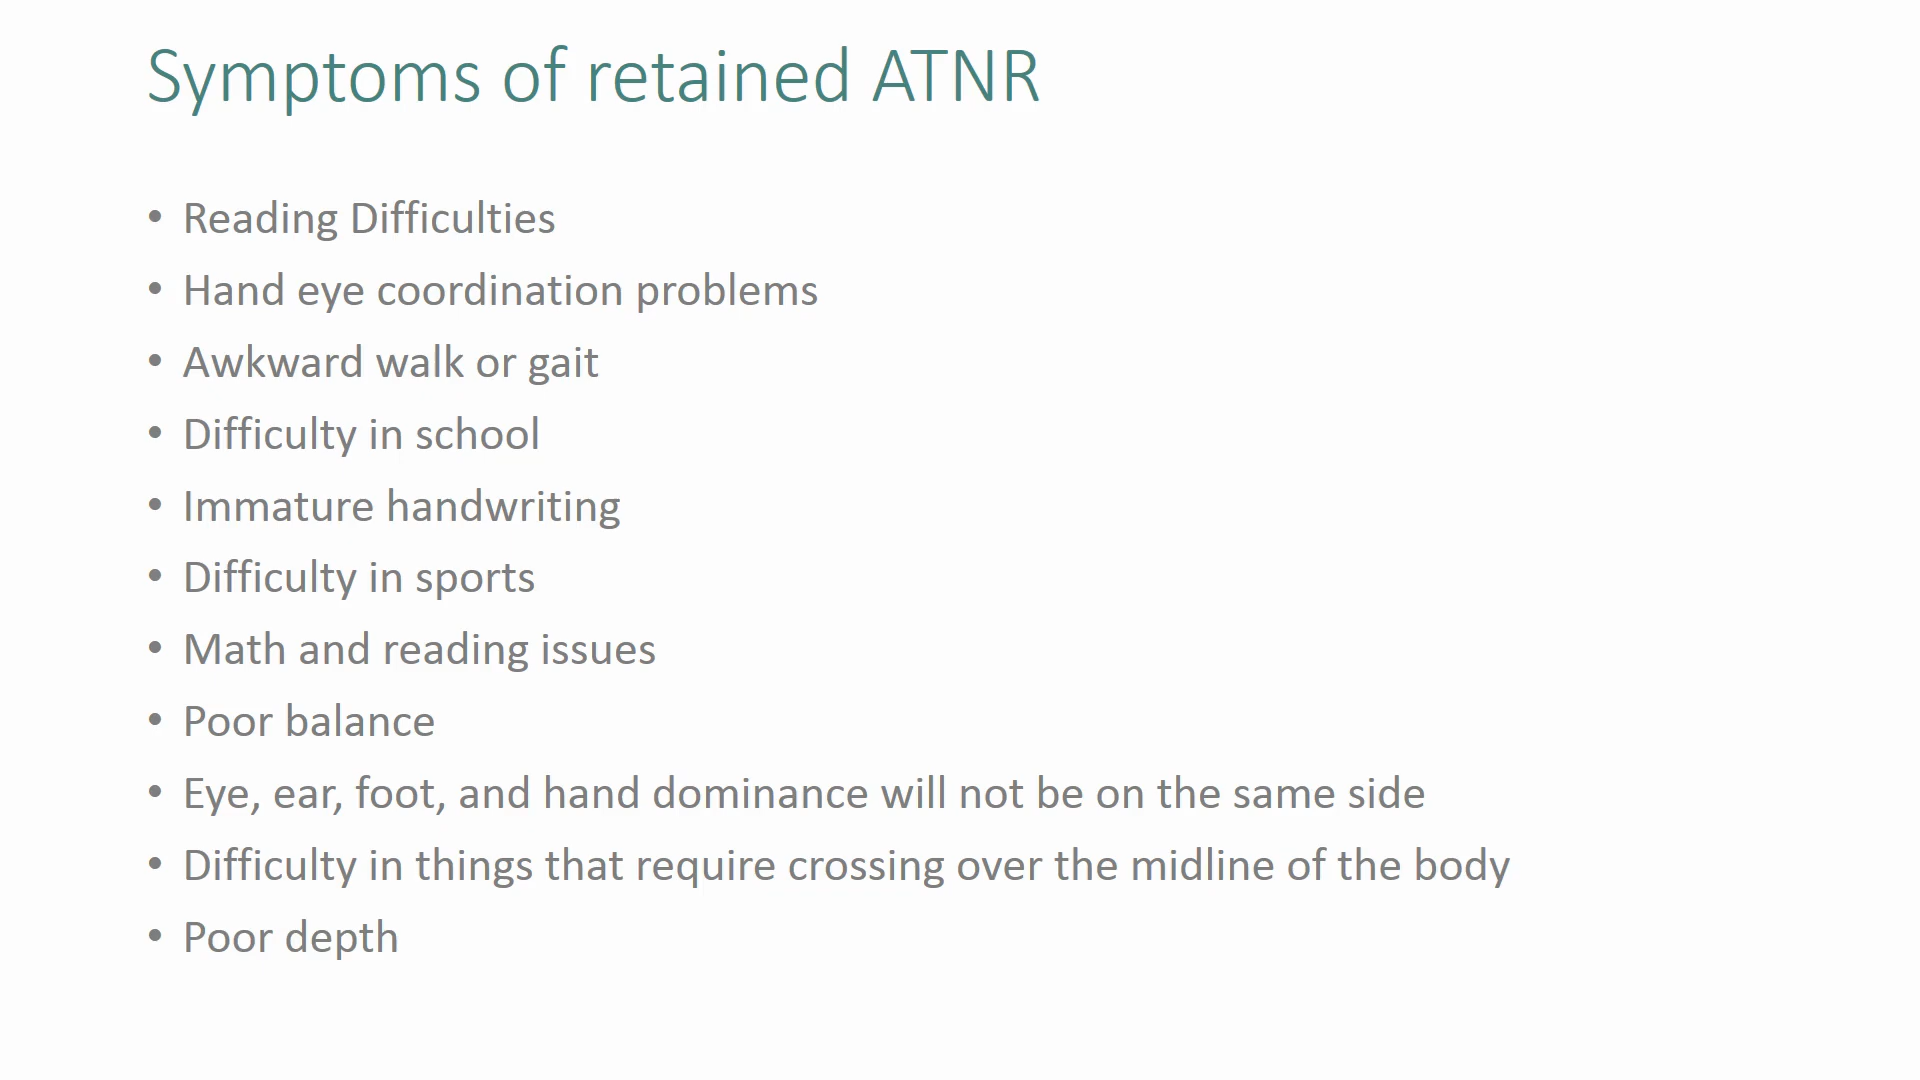 Symptoms of retained ATNR
• Reading Difficulties
• Hand eye coordination problems
• Awkward walk or gait
• Difficulty in school
• Immature handwriting
• Difficulty in sports
• Math and reading issues
• Poor balance
• Eye, ear, foot, and hand dominance will not be on the same side
• Difficulty in things that require crossing over the midline of the body
• Poor depth